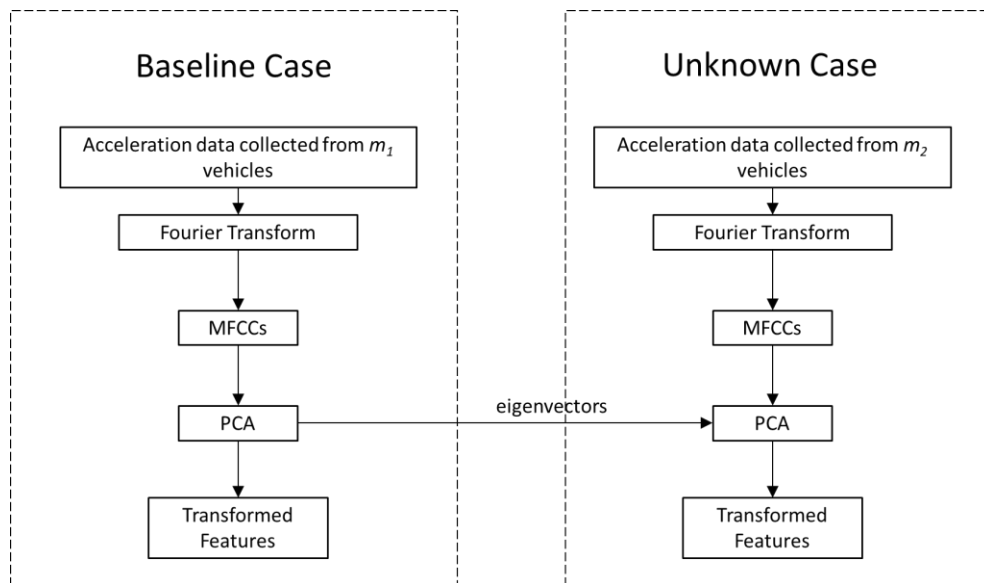 Baseline Case
Acceleration data collected from m₁
vehicles
Fourier Transform
MFCCs
PCA
Transformed
Features
eigenvectors
Unknown Case
Acceleration data collected from m₂
vehicles
Fourier Transform
MFCCs
PCA
Transformed
Features